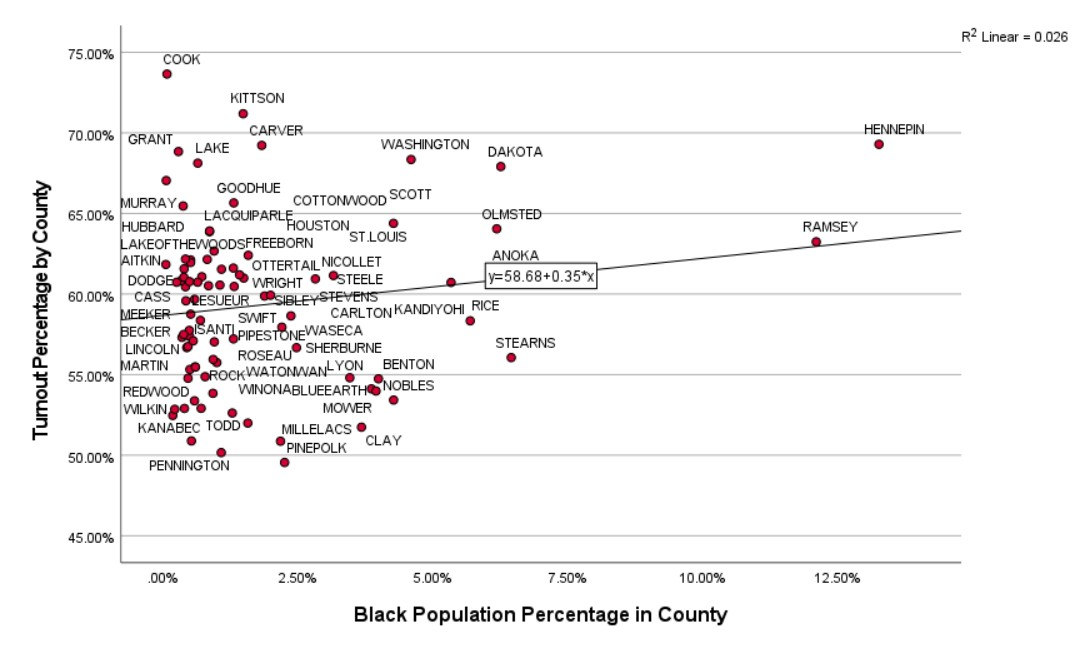 R2 Linear = 0.026
75.00%
COOK
KITTSON
70.00%
CARVER
HENNEPIN
GRANT
LAKE
WASHINGTON
DAKOTA
GOODHUE
MURRAY
COTTONWOOD
SCOTT
65.00%
LACQUIPARLE
OLMSTED
HUBBARD
HOUSTON
RAMSEY
ST.LOUIS
LAKEOFTHEWOODS
FREEBORN
AITKIN
OTTERTAIL
NICOLLET
ANOKA
DODGE
WRIGHT
STEELE
y=58.68+0.35*x
60.00%
CASS
LESUEUR
SIBLEY
STEVENS
MEEKER
SWIFT
CARLTON
KANDIYOHI
RICE
BECKER
ISANTI
PIPESTONE
WASECA
LINCOLN
ROSEAU
SHERBURNE
STEARNS
MARTIN
ROCK
WATONWAN
LYON
BENTON
55.00%
REDWOOD
WINONA
BLUEEARTH
NOBLES
WILKIN
MOWER
KANABEC
TODD
MILLELACS
CLAY
50.00%
PENNINGTON
PINE
POLK
45.00%
.00%
2.50%
5.00%
7.50%
10.00%
12.50%
Turnout Percentage by County
Black Population Percentage in County